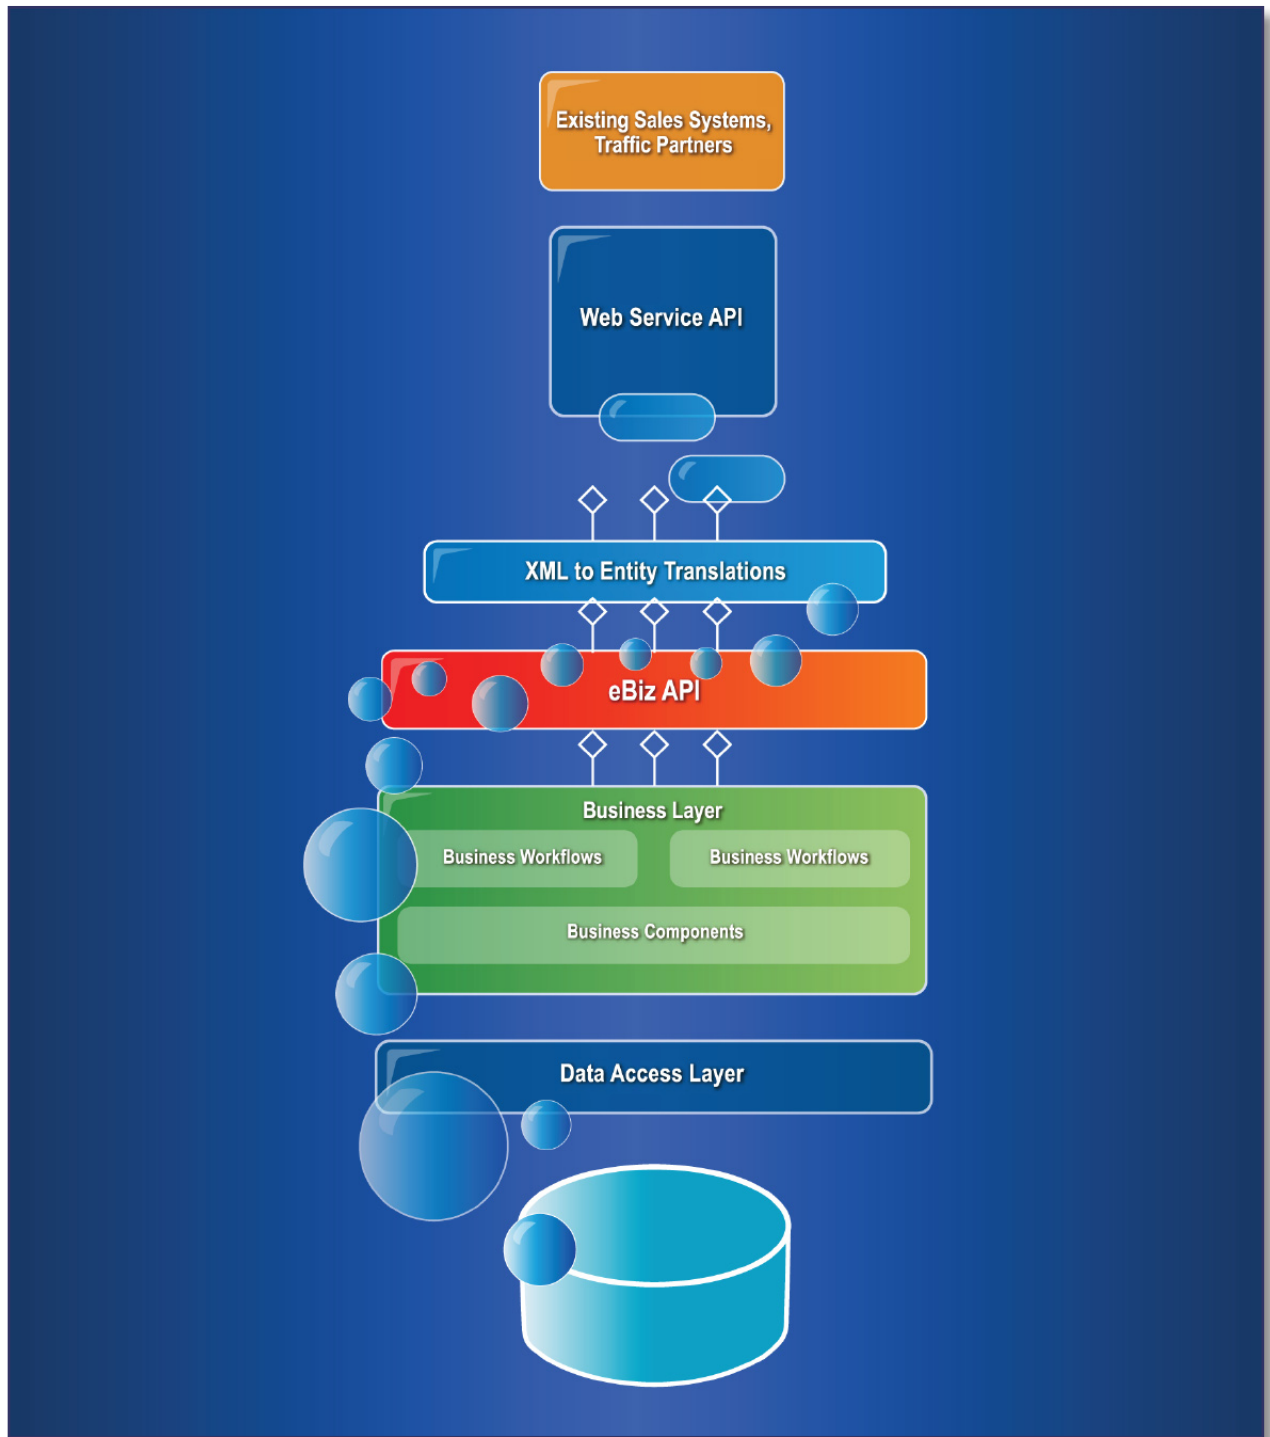 Existing Sales Systems,
Traffic Partners
Web Service API
XML to Entity Translations
eBiz API
Business Layer
Business Workflows
Business Workflows
Business Components
Data Access Layer